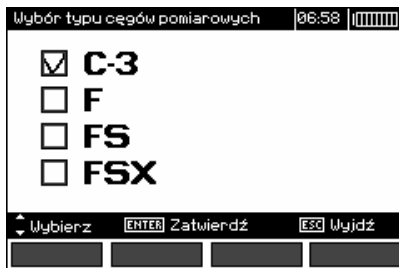 Wybór typu cęgów pomiarowych 06:58
C-3
F
FS
FSX
Wybierz ENTER Zatwierdź ESC Wyjdź